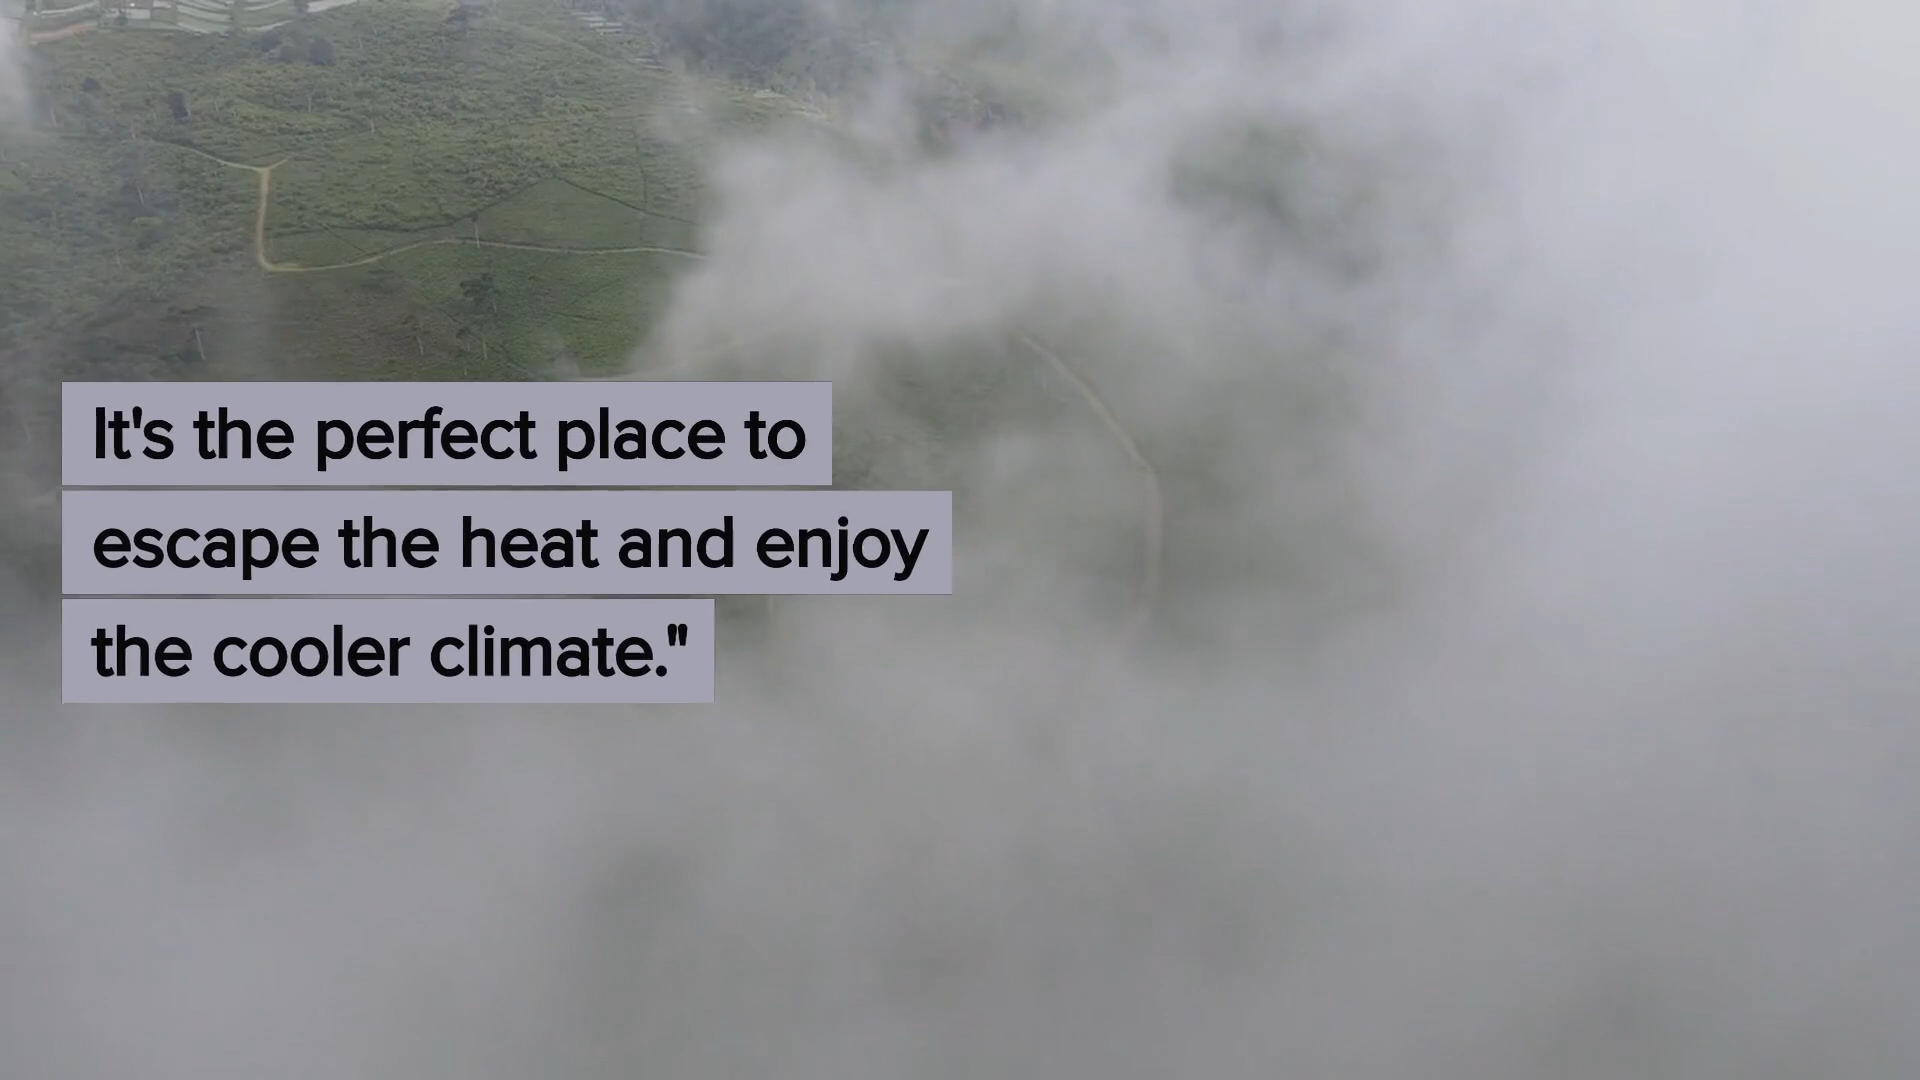 It's the perfect place to
escape the heat and enjoy
the cooler climate."